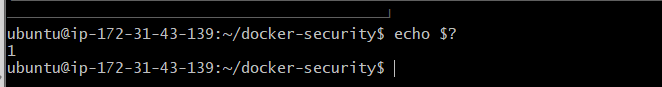 ubuntu@ip-172-31-43-139:~/docker-security$ echo $?
1
ubuntu@ip-172-31-43-139:~/docker-security$